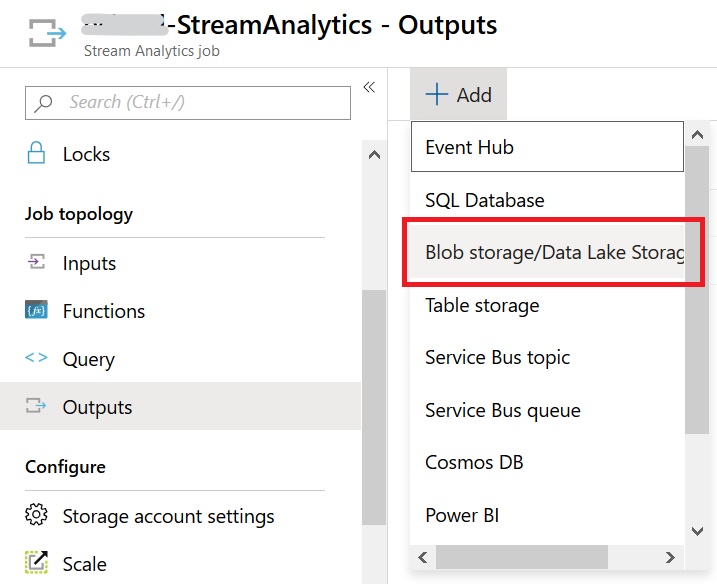 -StreamAnalytics - Outputs
Stream Analytics job
Search (Ctrl+/)
«
Locks
Job topology
Inputs
Functions
Query
Outputs
Configure
Storage account settings
Scale
+ Add
Event Hub
SQL Database
Blob storage/Data Lake Storag
Table storage
Service Bus topic
Service Bus queue
Cosmos DB
Power BI